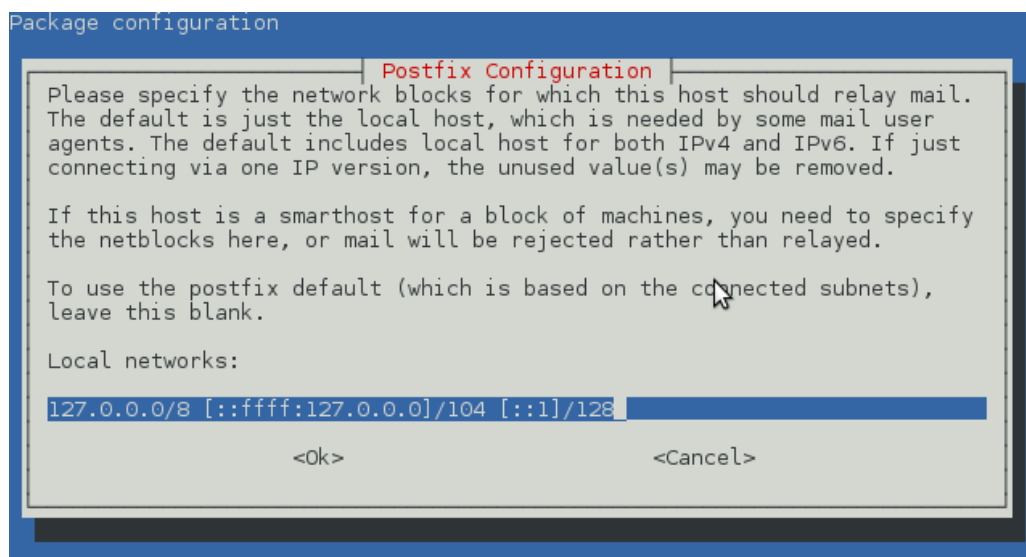 Package configuration
Postfix Configuration
Please specify the network blocks for which this host should relay mail.
The default is just the local host, which is needed by some mail user
agents. The default includes local host for both IPv4 and IPv6. If just
connecting via one IP version, the unused value(s) may be removed.
If this host is a smarthost for a block of machines, you need to specify
the netblocks here, or mail will be rejected rather than relayed.
To use the postfix default (which is based on the connected subnets),
leave this blank.
Local networks:
127.0.0.0/8 [::ffff:127.0.0.0]/104 [::1]/128
<Ok> <Cancel>